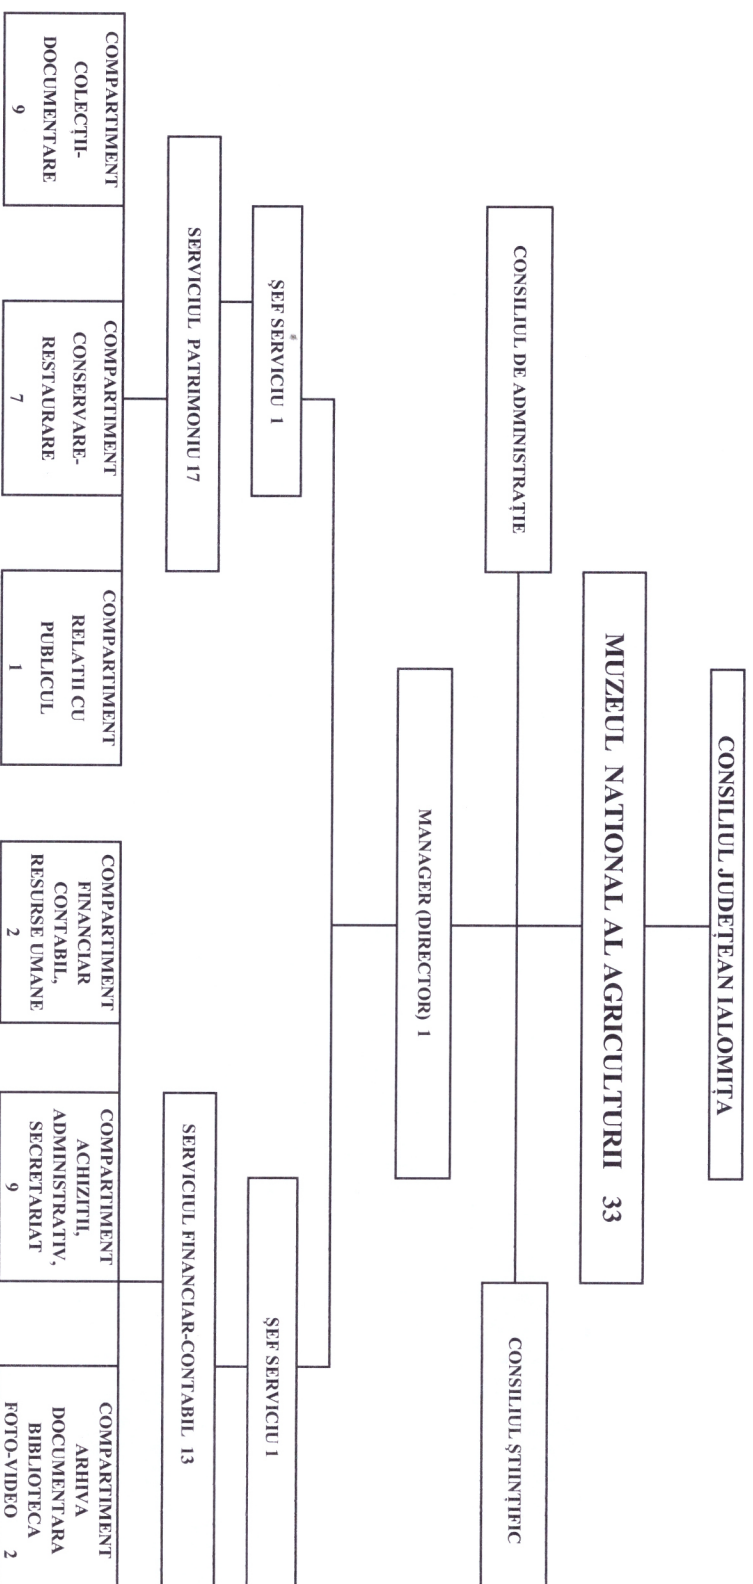 CONSILIUL JUDEȚEAN IALOMIȚA
MUZEUL NATIONAL AL AGRICULTURII 33
CONSILIUL DE ADMINISTRAȚIE
CONSILIUL ȘTIINȚIFIC
MANAGER (DIRECTOR) 1
ȘEF SERVICIU 1
ȘEF SERVICIU 1
SERVICIUL PATRIMONIU 17
SERVICIUL FINANCIAR-CONTABIL 13
COMPARTIMENT
COLECȚII-
DOCUMENTARE
9
COMPARTIMENT
CONSERVARE-
RESTAURARE
7
COMPARTIMENT
RELATII CU
PUBLICUL
1
COMPARTIMENT
FINANCIAR
CONTABIL,
RESURSE UMANE
2
COMPARTIMENT
ACHIZITII,
ADMINISTRATIV,
SECRETARIAT
9
COMPARTIMENT
ARHIVA
DOCUMENTARA
BIBLIOTECA
FOTO-VIDEO 2